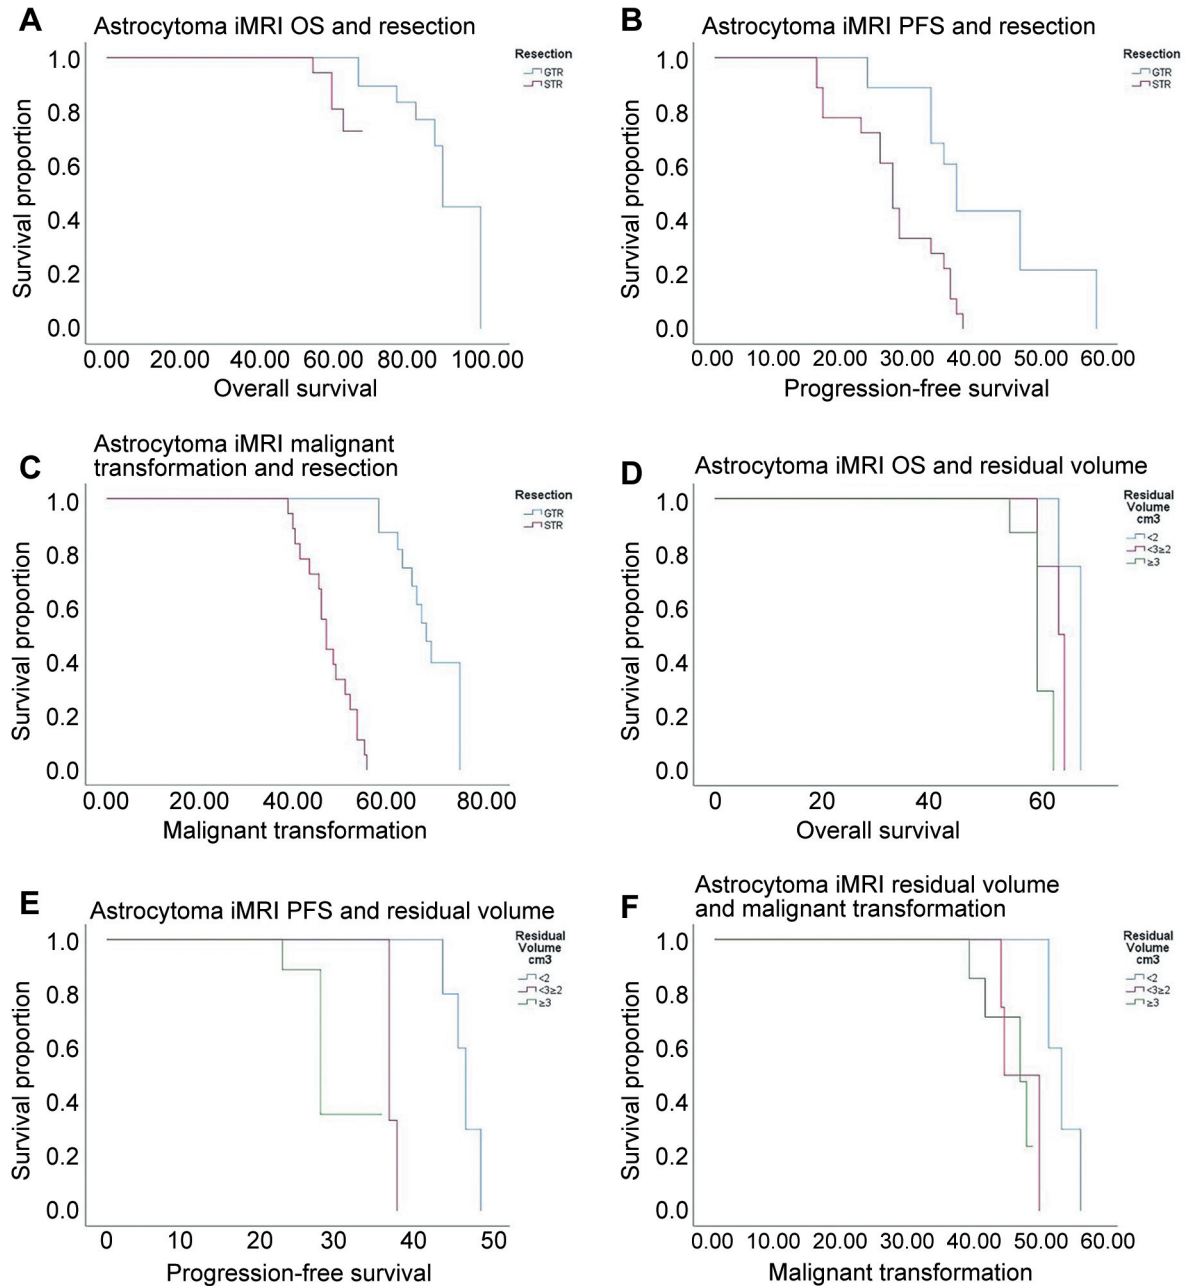 A
Astrocytoma iMRI OS and resection
Resection
GTR
STR
Survival proportion
1.0
0.8
0.6
0.4
0.2
0.0
0.00 20.00 40.00 60.00 80.00 100.00
Overall survival
B
Astrocytoma iMRI PFS and resection
Resection
GTR
STR
Survival proportion
1.0
0.8
0.6
0.4
0.2
0.0
0.00 10.00 20.00 30.00 40.00 50.00 60.00
Progression-free survival
C
Astrocytoma iMRI malignant
transformation and resection
Resection
GTR
STR
Survival proportion
1.0
0.8
0.6
0.4
0.2
0.0
0.00 20.00 40.00 60.00 80.00
Malignant transformation
D
Astrocytoma iMRI OS and residual volume
Residual
Volume
cm3
<2
<3≥2
≥3
Survival proportion
1.0
0.8
0.6
0.4
0.2
0.0
0 20 40 60
Overall survival
E
Astrocytoma iMRI PFS and residual volume
Residual
Volume
cm3
<2
<3≥2
≥3
Survival proportion
1.0
0.8
0.6
0.4
0.2
0.0
0 10 20 30 40 50
Progression-free survival
F
Astrocytoma iMRI residual volume
and malignant transformation
Residual
Volume
cm3
<2
<3≥2
≥3
Survival proportion
1.0
0.8
0.6
0.4
0.2
0.0
0.00 10.00 20.00 30.00 40.00 50.00 60.00
Malignant transformation